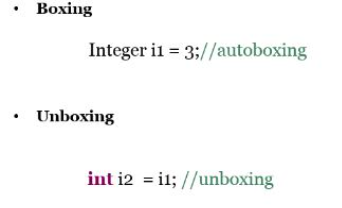 • Boxing
Integer i1 = 3;//autoboxing
• Unboxing
int i2 = i1; //unboxing